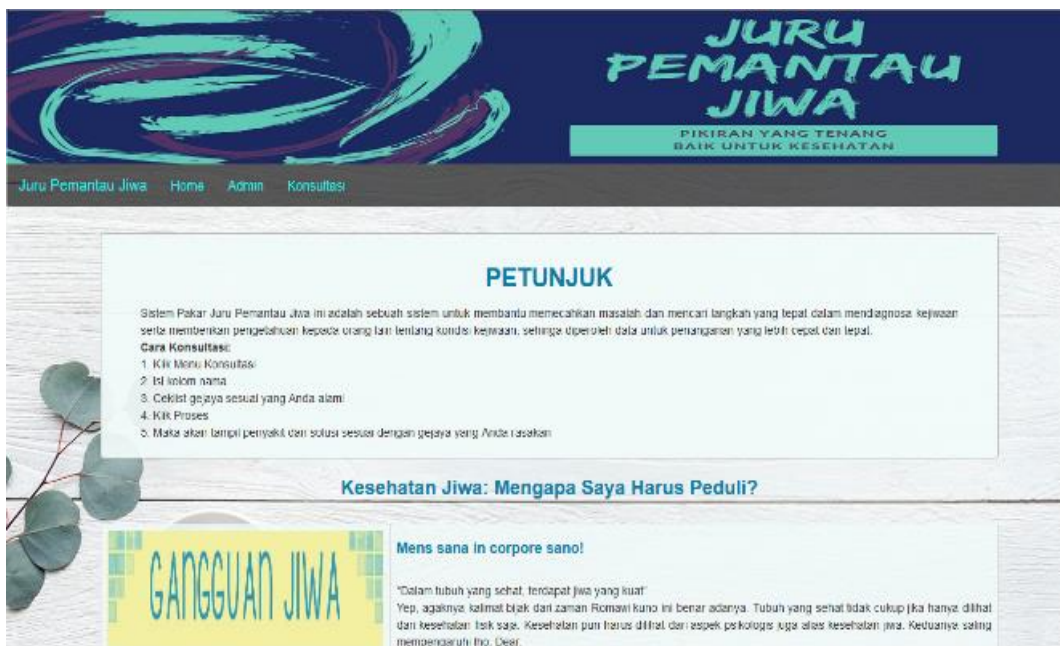 JURU
PEMANTAU
JIWA
PIKIRAN YANG TENANG
BAIK UNTUK KESEHATAN
Juru Pemantau Jiwa Home Admin Konsultasi
PETUNJUK
Sistem Pakar Juru Pemantau Jiwa ini adalah sebuah sistem untuk membantu memecahkan masalah dan mencari langkah yang tepat dalam mendiagnosa kejiwaan
serta memberikan pengetahuan kepada orang lain tentang kondisi kejiwaan, sehinga diperoleh data untuk penanganan yang lebih cepat dan tepat.
Cara Konsultasi:
1. Klik Menu Konsultasi
2. Isi kolom nama
3. Ceklist gejaya sesuai yang Anda alami
4. Klik Proses
5. Maka akan tampil penyakit dan solusi sesuai dengan gejaya yang Anda rasakan
Kesehatan Jiwa: Mengapa Saya Harus Peduli?
GANGGUAN JIWA
Mens sana in corpore sano!
"Dalam tubuh yang sehat, terdapat jiwa yang kuat"
Yep, agaknya kalimat bijak dari zaman Romawi kuno ini benar adanya. Tubuh yang sehat tidak cukup jika hanya dilihat
dari kesehatan fisik saja. Kesehatan pun harus dilihat dari aspek psikologis juga alias kesehatan jiwa. Keduanya saling
mempengaruhi lho, Dear.